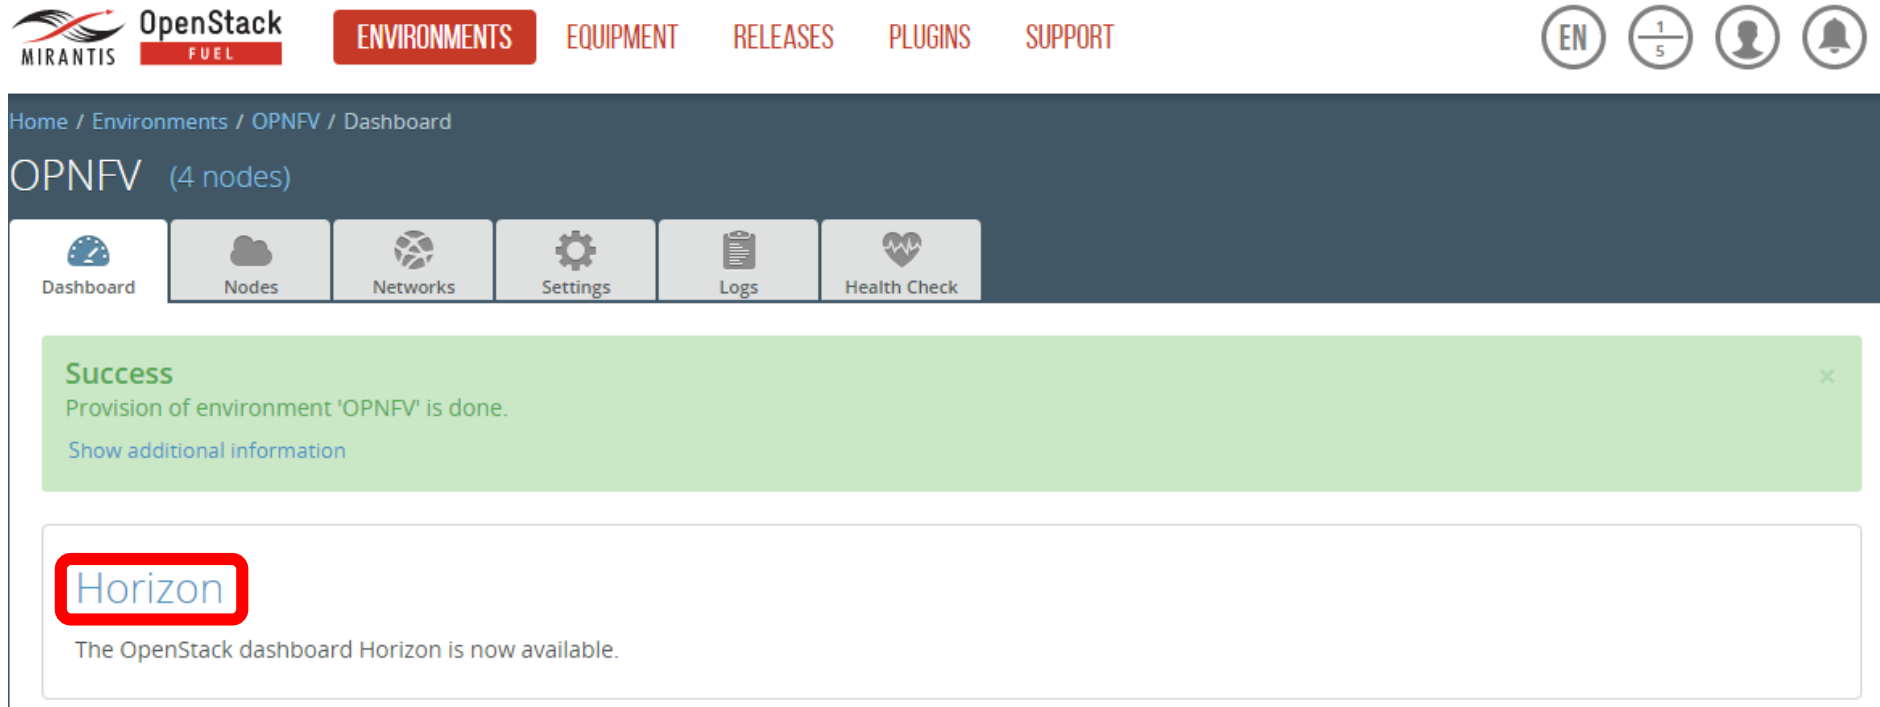 MIRANTIS
OpenStack
FUEL
ENVIRONMENTS EQUIPMENT RELEASES PLUGINS SUPPORT
EN
1
5
Home / Environments / OPNFV / Dashboard
OPNFV (4 nodes)
Dashboard Nodes Networks Settings Logs Health Check
Success
×
Provision of environment 'OPNFV' is done.
Show additional information
Horizon
The OpenStack dashboard Horizon is now available.